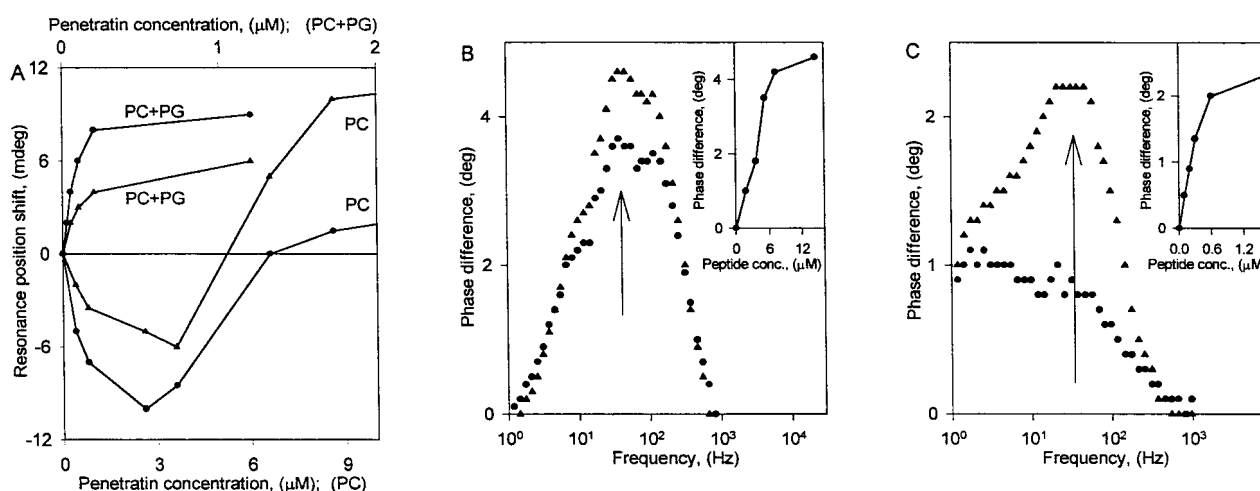 Penetratin concentration, (μM); (PC+PG)
0 1 2
A
12
6
0
-6
-12
Resonance position shift, (mdeg)
PC+PG
PC+PG
PC
PC
0 3 6 9
Penetratin concentration, (μM); (PC)
B
4
2
0
Phase difference, (deg)
10⁰ 10¹ 10² 10³ 10⁴
Frequency, (Hz)
4
2
0
Phase difference, (deg)
0 6 12
Peptide conc., (μM)
C
2
1
0
Phase difference, (deg)
10⁰ 10¹ 10² 10³
Frequency, (Hz)
2
1
0
Phase difference, (deg)
0.0 0.6 1.2
Peptide conc., (μM